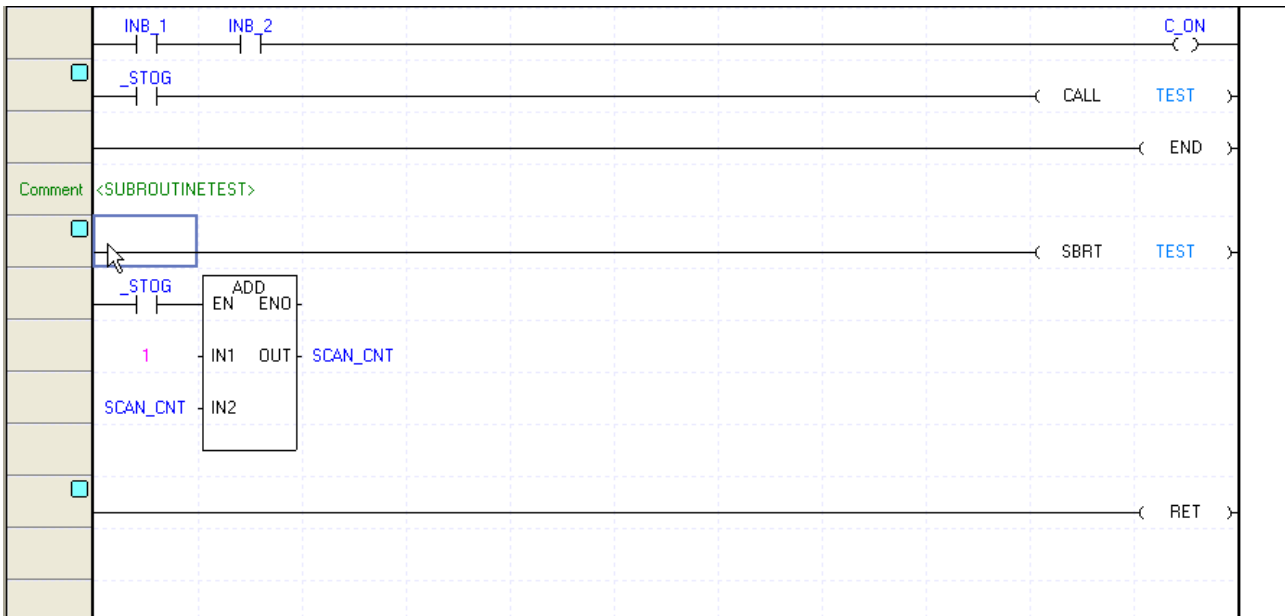 INB_1 INB_2 C_ON
_STOG
CALL TEST
END
Comment <SUBROUTINETEST>
SBRT TEST
_STOG ADD
EN ENO
1 IN1 OUT SCAN_CNT
SCAN_CNT IN2
RET